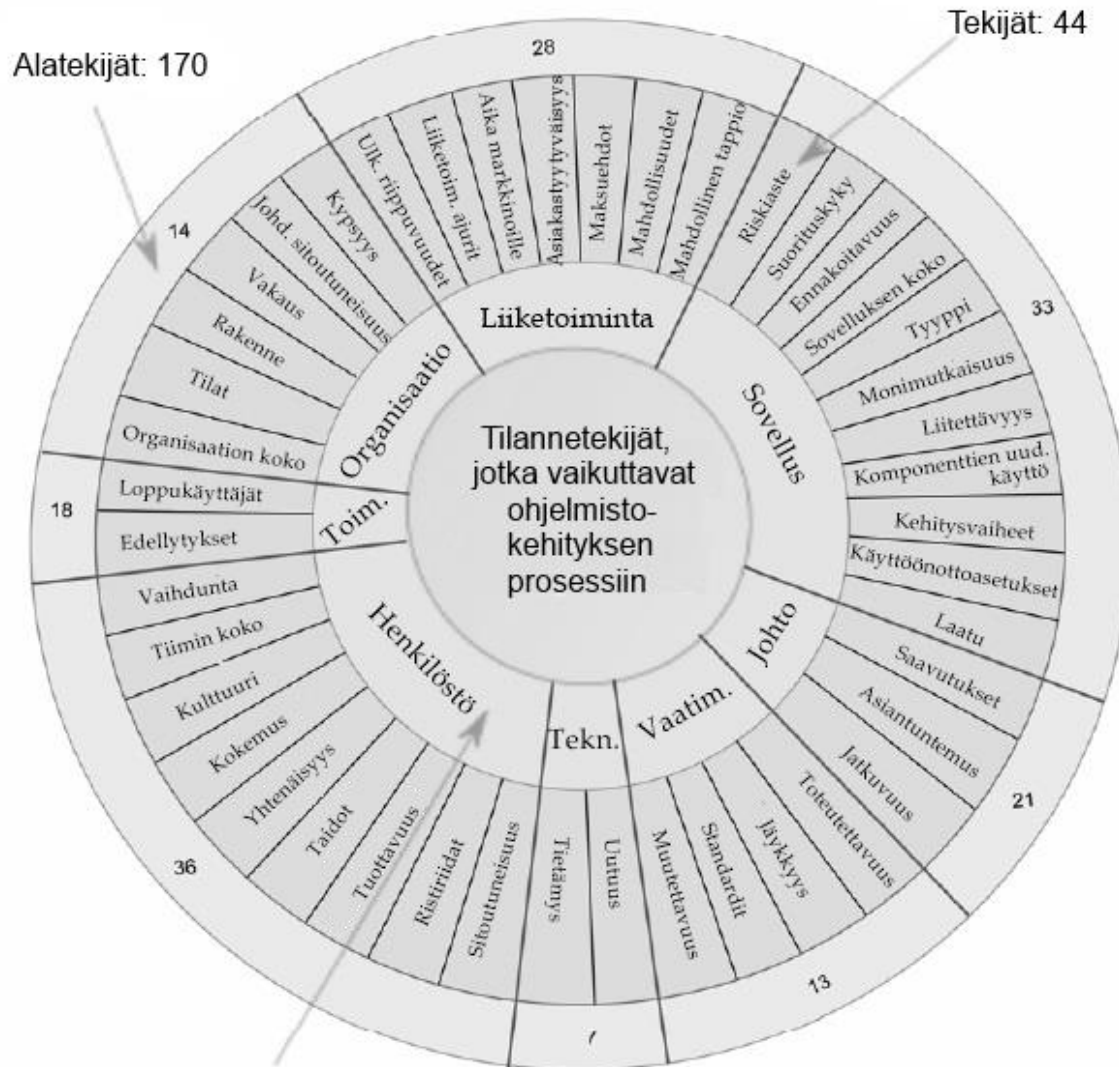 Alatekijät: 170
Tekijät: 44
28
33
21
13
7
36
18
14
Tilannetekijät,
jotka vaikuttavat
ohjelmisto-
kehityksen
prosessiin
Liiketoiminta
Ulk. riippuvuudet
Liiketoim. ajurit
Aika markkinoille
Asiakastyytyväisyys
Maksuehdot
Mahdollisuudet
Mahdollinen tappio
Sovellus
Riskiaste
Suorituskyky
Ennakoitavuus
Sovelluksen koko
Tyyppi
Monimutkaisuus
Liitettävyys
Komponenttien uud.
käyttö
Kehitysvaiheet
Käyttöönottoasetukset
Laatu
Johto
Saavutukset
Asiantuntemus
Jatkuvuus
Vaatim.
Toteutettavuus
Jäykkyys
Standardit
Muutettavuus
Tekn.
Uutuus
Tietämys
Henkilöstö
Sitoutuneisuus
Ristiriidat
Tuottavuus
Taidot
Yhtenäisyys
Kokemus
Kulttuuri
Tiimin koko
Vaihdunta
Toim.
Edellytykset
Loppukäyttäjät
Organisaatio
Organisaation koko
Tilat
Rakenne
Vakaus
Johd. sitoutuneisuus
Kypsyys